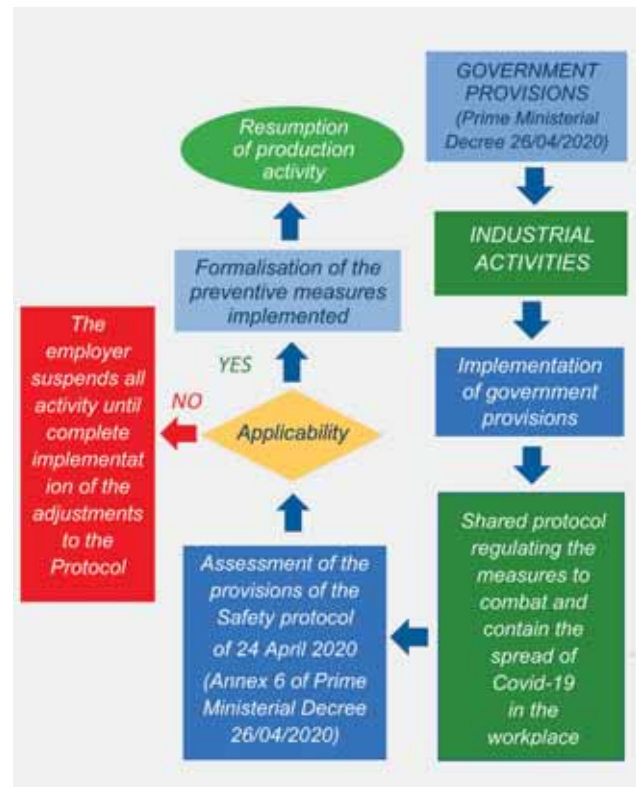 GOVERNMENT
PROVISIONS
(Prime Ministerial
Decree 26/04/2020)
INDUSTRIAL
ACTIVITIES
Implementation
of government
provisions
Shared protocol
regulating the
measures to
combat and
contain the
spread of
Covid-19
in the
workplace
Assessment of the
provisions of the
Safety protocol
of 24 April 2020
(Annex 6 of Prime
Ministerial Decree
26/04/2020)
Applicability
NO
The
employer
suspends all
activity until
complete
implementat
ion of the
adjustments
to the
Protocol
YES
Formalisation of the
preventive measures
implemented
Resumption
of production
activity